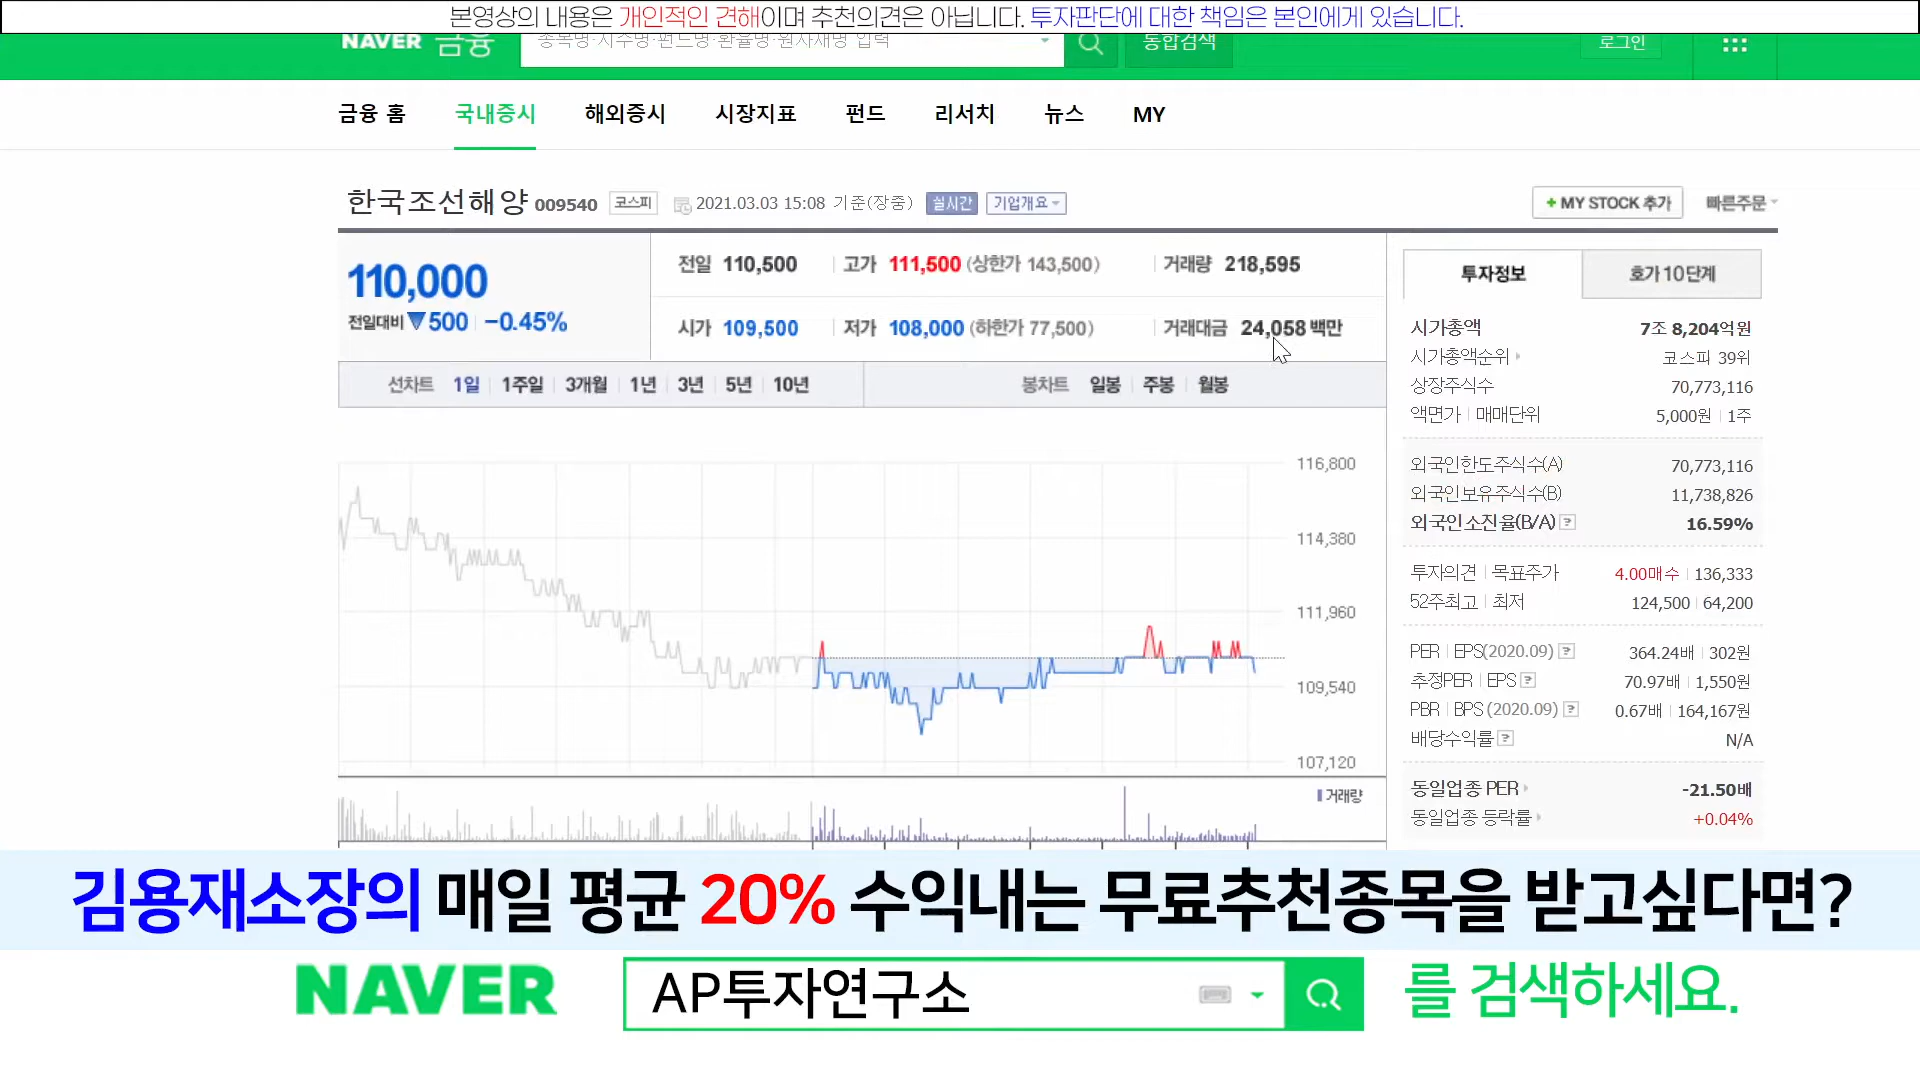 본영상의 내용은 개인적인 견해이며 추천의견은 아닙니다. 투자판단에 대한 책임은 본인에게 있습니다.
NAVER 금융 종목명·지수명·펀드명·환율명·원자재명 입력 통합검색 로그인
금융 홈 국내증시 해외증시 시장지표 펀드 리서치 뉴스 MY
한국조선해양 009540 코스피 2021.03.03 15:08 기준(장중) 실시간 기업개요 + MY STOCK 추가 빠른주문
110,000
전일대비 ▼500 -0.45%
전일 110,500 고가 111,500 (상한가 143,500) 거래량 218,595
시가 109,500 저가 108,000 (하한가 77,500) 거래대금 24,058 백만
선차트 1일 1주일 3개월 1년 3년 5년 10년 봉차트 일봉 주봉 월봉
116,800
114,380
111,960
109,540
107,120
거래량
투자정보 호가 10단계
시가총액 7조 8,204억원
시가총액순위 코스피 39위
상장주식수 70,773,116
액면가 매매단위 5,000원 1주
외국인한도주식수(A) 70,773,116
외국인보유주식수(B) 11,738,826
외국인소진율(B/A) ? 16.59%
투자의견 목표주가 4.00매수 136,333
52주최고 최저 124,500 64,200
PER EPS(2020.09) ? 364.24배 302원
추정PER EPS ? 70.97배 1,550원
PBR BPS (2020.09) ? 0.67배 164,167원
배당수익률 ? N/A
동일업종 PER -21.50배
동일업종 등락률 +0.04%
김용재소장의 매일 평균 20% 수익내는 무료추천종목을 받고싶다면?
NAVER AP투자연구소 를 검색하세요.